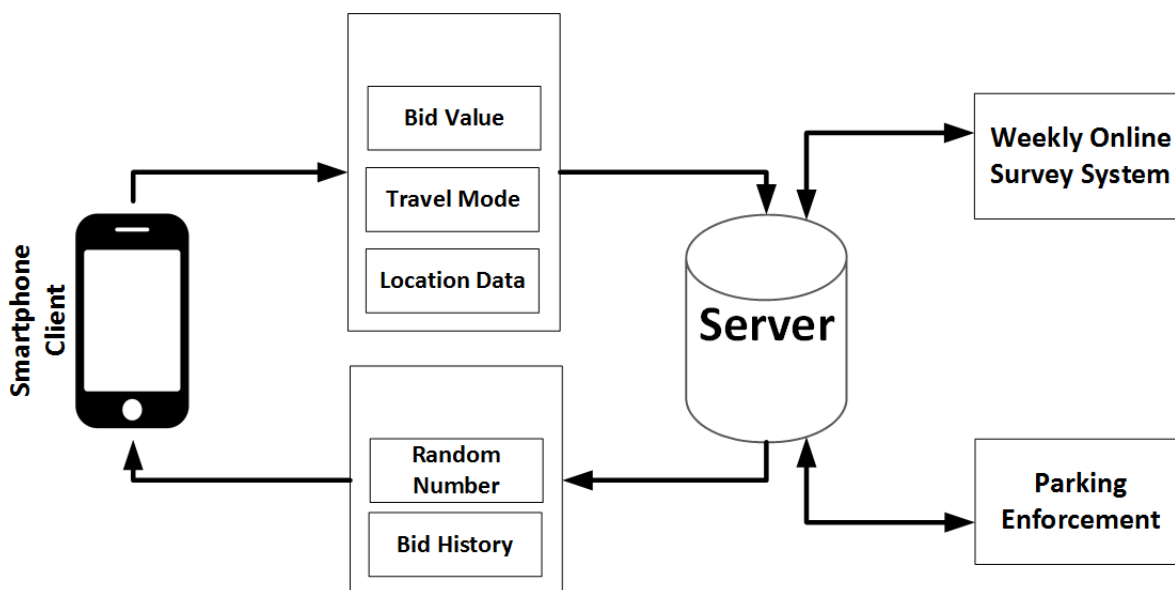 Smartphone
Client
Bid Value
Travel Mode
Location Data
Random
Number
Bid History
Server
Weekly Online
Survey System
Parking
Enforcement